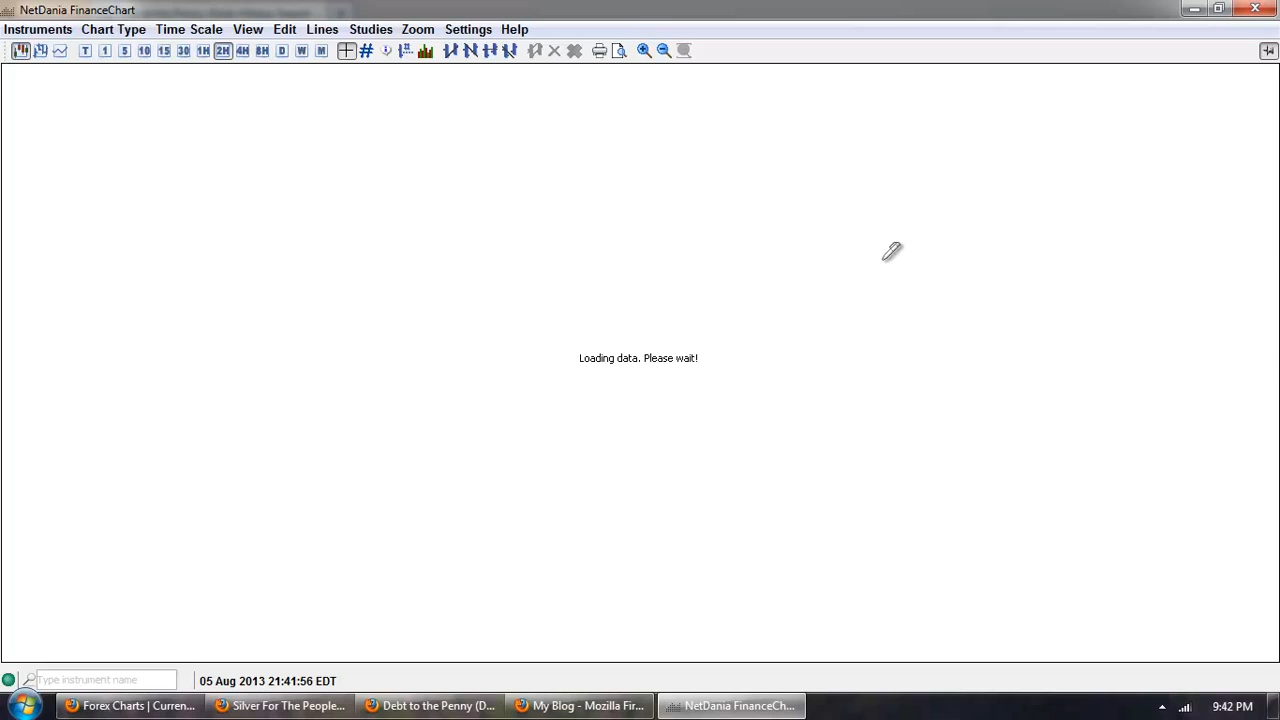 NetDania FinanceChart
Instruments Chart Type Time Scale View Edit Lines Studies Zoom Settings Help
T 1 5 10 15 30 1H 2H 4H 8H D W M #
Loading data. Please wait!
Type instrument name 05 Aug 2013 21:41:56 EDT
Forex Charts | Curren... Silver For The People... Debt to the Penny (D... My Blog - Mozilla Fir... NetDania FinanceCh... 9:42 PM